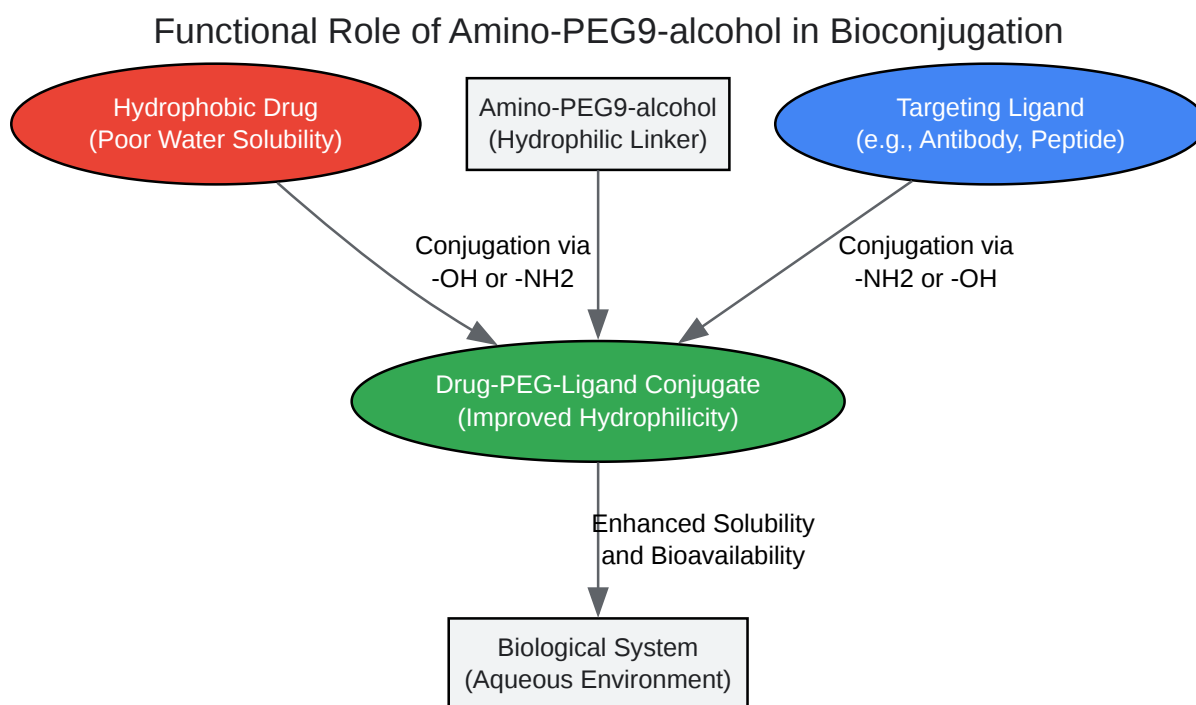 Functional Role of Amino-PEG9-alcohol in Bioconjugation
Hydrophobic Drug
(Poor Water Solubility)
Amino-PEG9-alcohol
(Hydrophilic Linker)
Targeting Ligand
(e.g., Antibody, Peptide)
Conjugation via
-OH or -NH2
Conjugation via
-NH2 or -OH
Drug-PEG-Ligand Conjugate
(Improved Hydrophilicity)
Enhanced Solubility
and Bioavailability
Biological System
(Aqueous Environment)